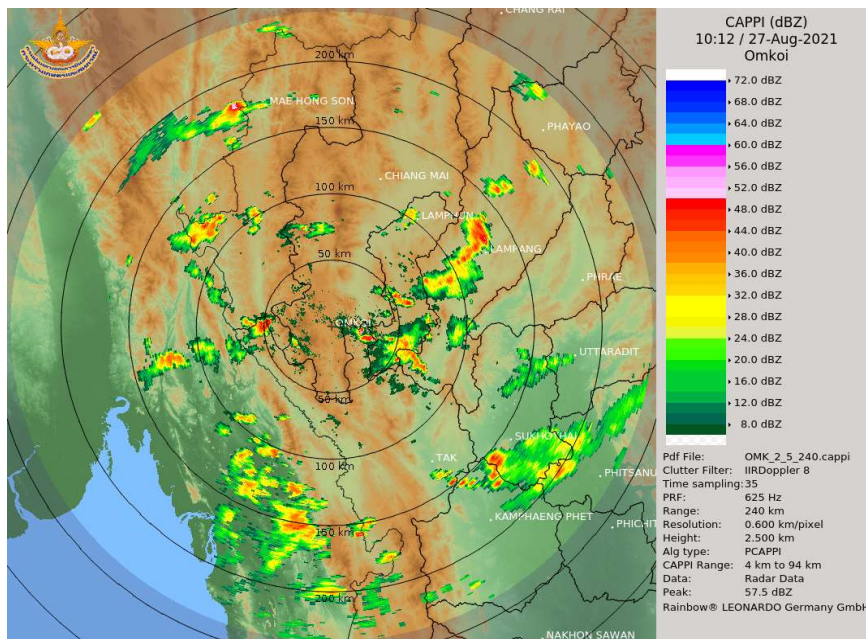 CHANG RAI
MAE HONG SON
PHAYAO
CHIANG MAI
LAMPHUN
LAMPANG
PHRAE
OMKOI
UTTARADIT
SUKHOTHAI
TAK
PHITSANU
KAMPHAENG PHET
PHICHIT
NAKHON SAWAN
200 km
150 km
100 km
50 km
50 km
100 km
150 km
200 km
CAPPI (dBZ)
10:12 / 27-Aug-2021
Omkoi
72.0 dBZ
68.0 dBZ
64.0 dBZ
60.0 dBZ
56.0 dBZ
52.0 dBZ
48.0 dBZ
44.0 dBZ
40.0 dBZ
36.0 dBZ
32.0 dBZ
28.0 dBZ
24.0 dBZ
20.0 dBZ
16.0 dBZ
12.0 dBZ
8.0 dBZ
Pdf File: OMK_2_5_240.cappi
Clutter Filter: IIRDoppler 8
Time sampling:35
PRF: 625 Hz
Range: 240 km
Resolution: 0.600 km/pixel
Height: 2.500 km
Alg type: PCAPPI
CAPPI Range: 4 km to 94 km
Data: Radar Data
Peak: 57.5 dBZ
Rainbow® LEONARDO Germany GmbH